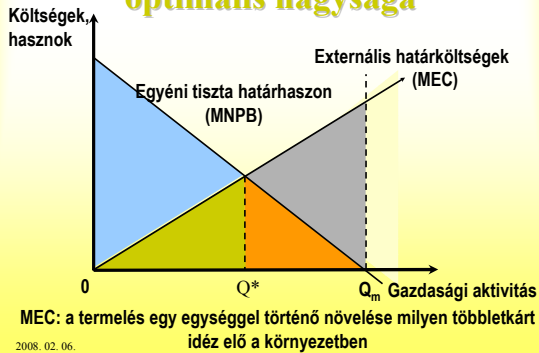 optimális nagysága
Költségek,
hasznok
Externális határköltségek
(MEC)
Egyéni tiszta határhaszon
(MNPB)
0
Q*
Qm Gazdasági aktivitás
MEC: a termelés egy egységgel történő növelése milyen többletkárt
idéz elő a környezetben
2008. 02. 06.